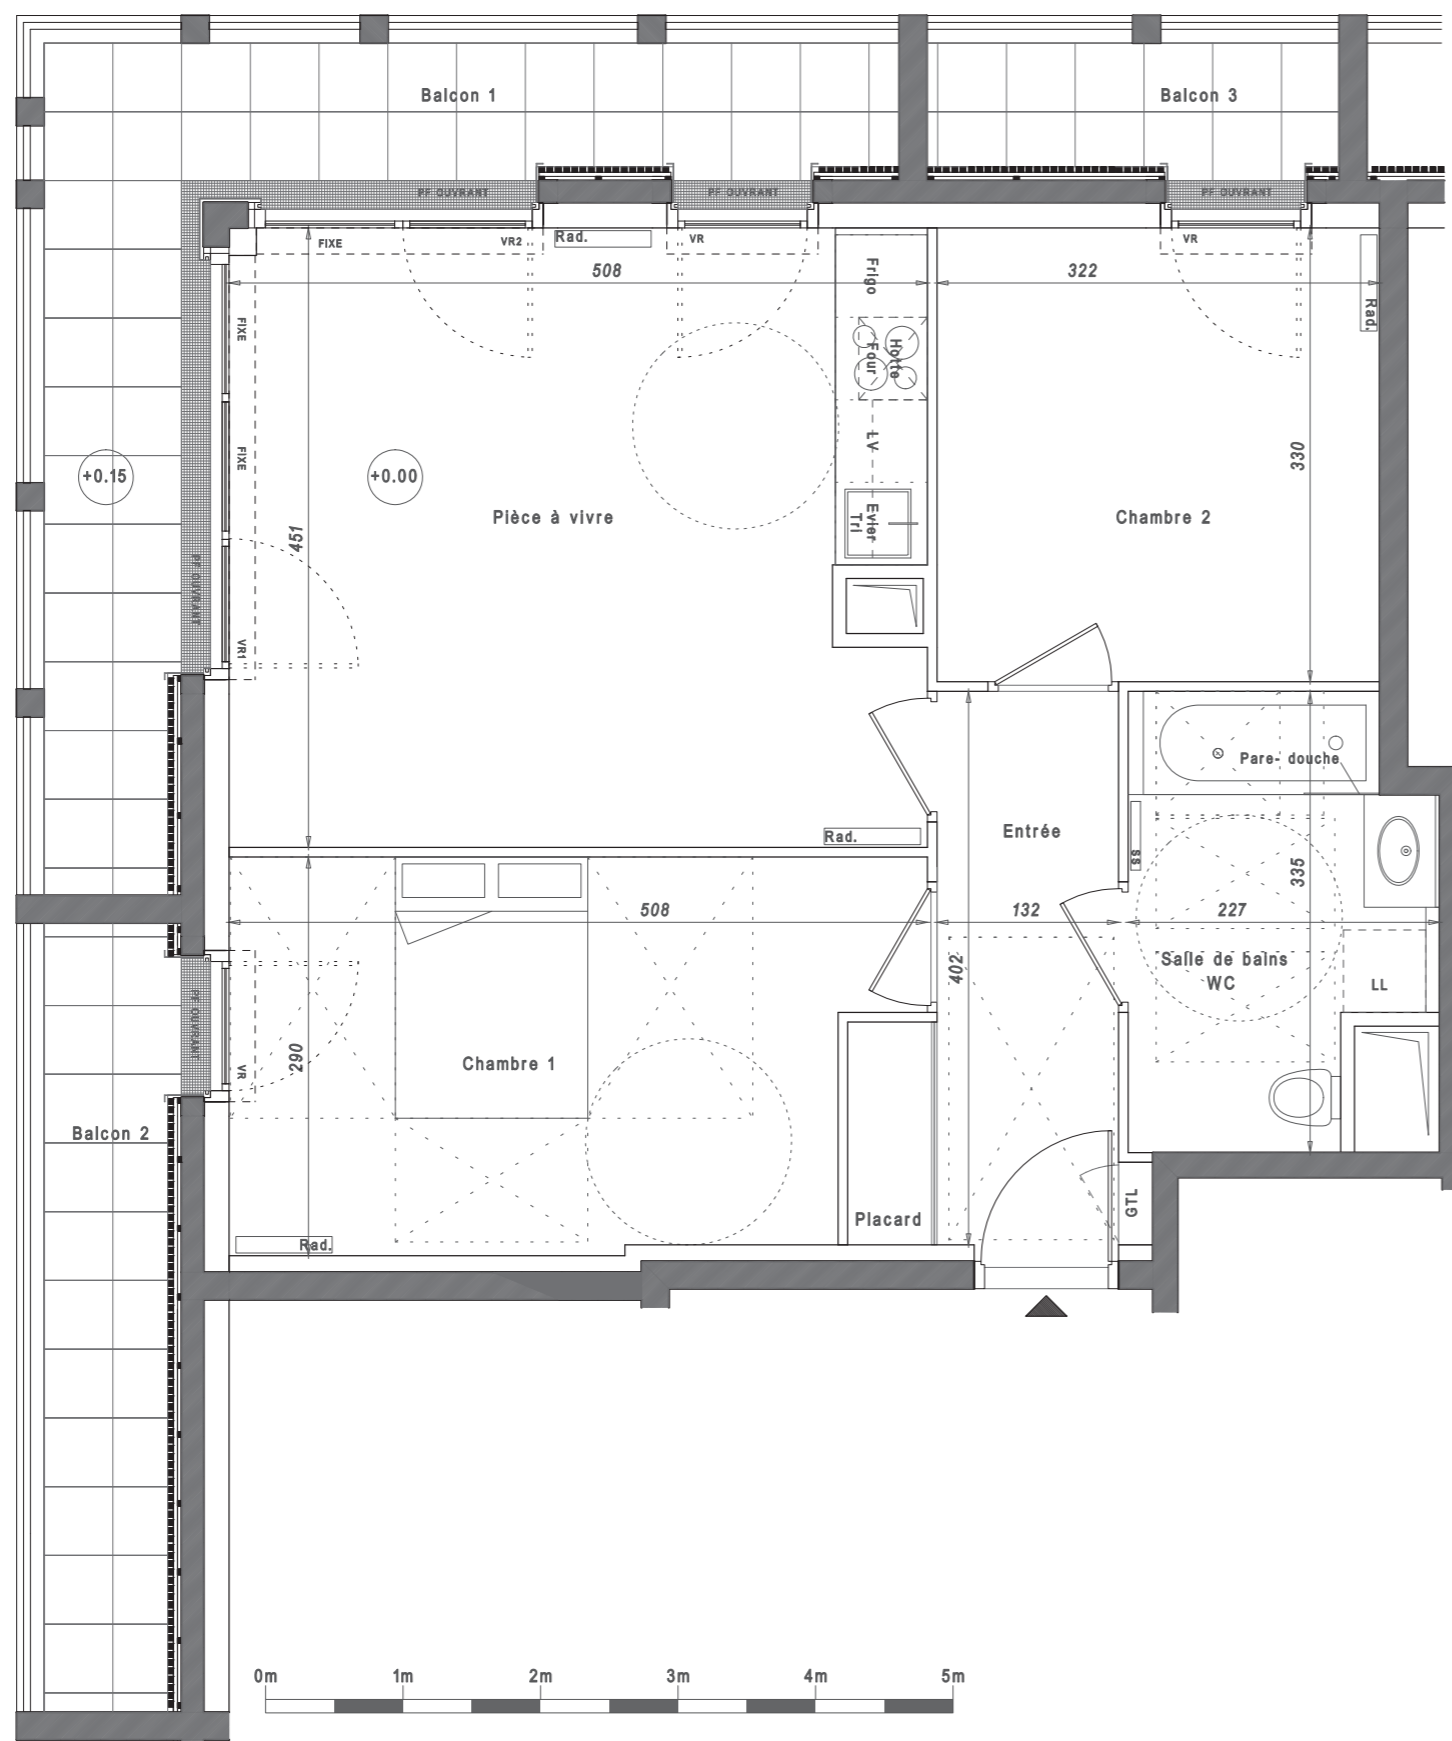 Balcon 1
Balcon 3
PF OUVRANT
PF OUVRANT
PF OUVRANT
FIXE
VR2
Rad.
VR
VR
508
322
Frigo
Rad.
FIXE
Hotte
Four
FIXE
LV
330
+0.15
+0.00
Pièce à vivre
Evier
Tri
Chambre 2
451
PF OUVRANT
VR1
Pare- douche
Rad.
Entrée
SS
335
508
132
227
402
Salle de bains
WC
LL
PF OUVRANT
VR
290
Chambre 1
Balcon 2
Placard
GTL
Rad.
0m
1m
2m
3m
4m
5m